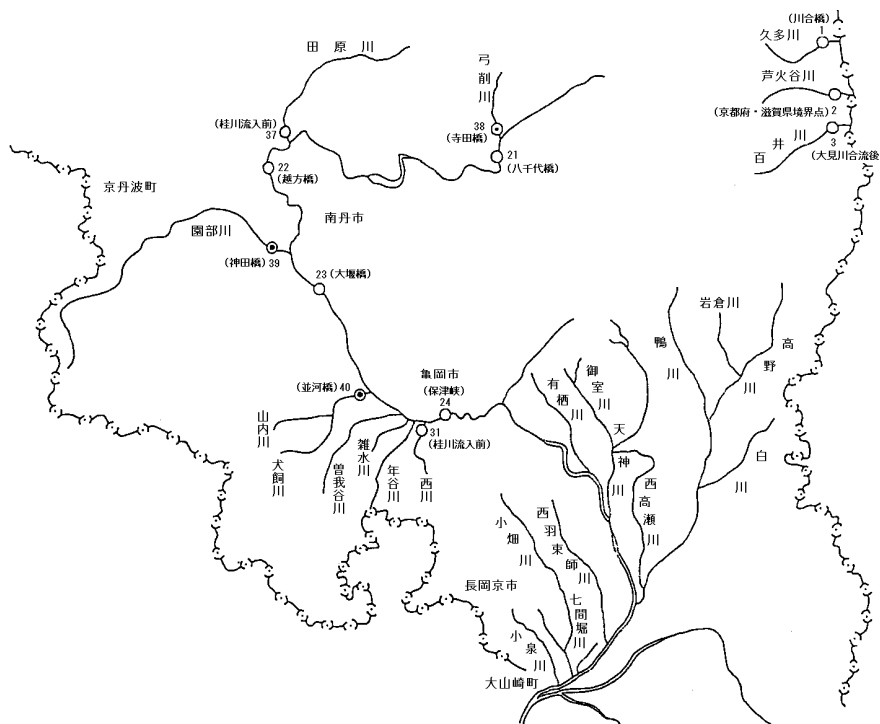 (川合橋)
久多川
1
芦火谷川
(京都府・滋賀県境界点)
2
百井川
3
(大見川合流後
田原川
弓削川
(桂川流入前)
37
38
(寺田橋)
22
(越方橋)
21
(八千代橋)
京丹波町
南丹市
園部川
(神田橋) 39
23 (大堰橋)
岩倉川
鴨川
高野川
白川
御室川
有栖川
天神川
西高瀬川
亀岡市
(保津峡)
24
(並河橋) 40
31
(桂川流入前)
山内川
犬飼川
曽我谷川
雑水川
年谷川
西川
小畑川
西羽束師川
長岡京市
七間堀川
小泉川
大山崎町